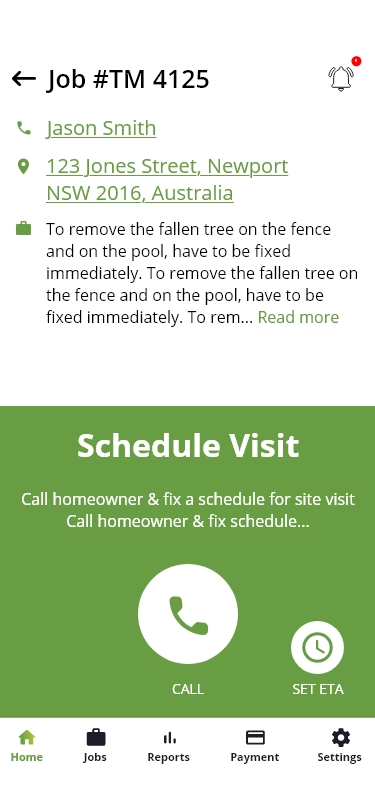 Job #TM 4125
Jason Smith
123 Jones Street, Newport
NSW 2016, Australia
To remove the fallen tree on the fence
and on the pool, have to be fixed
immediately. To remove the fallen tree on
the fence and on the pool, have to be
fixed immediately. To rem... Read more
Schedule Visit
Call homeowner & fix a schedule for site visit
Call homeowner & fix schedule...
CALL
SET ETA
Home
Jobs
Reports
Payment
Settings